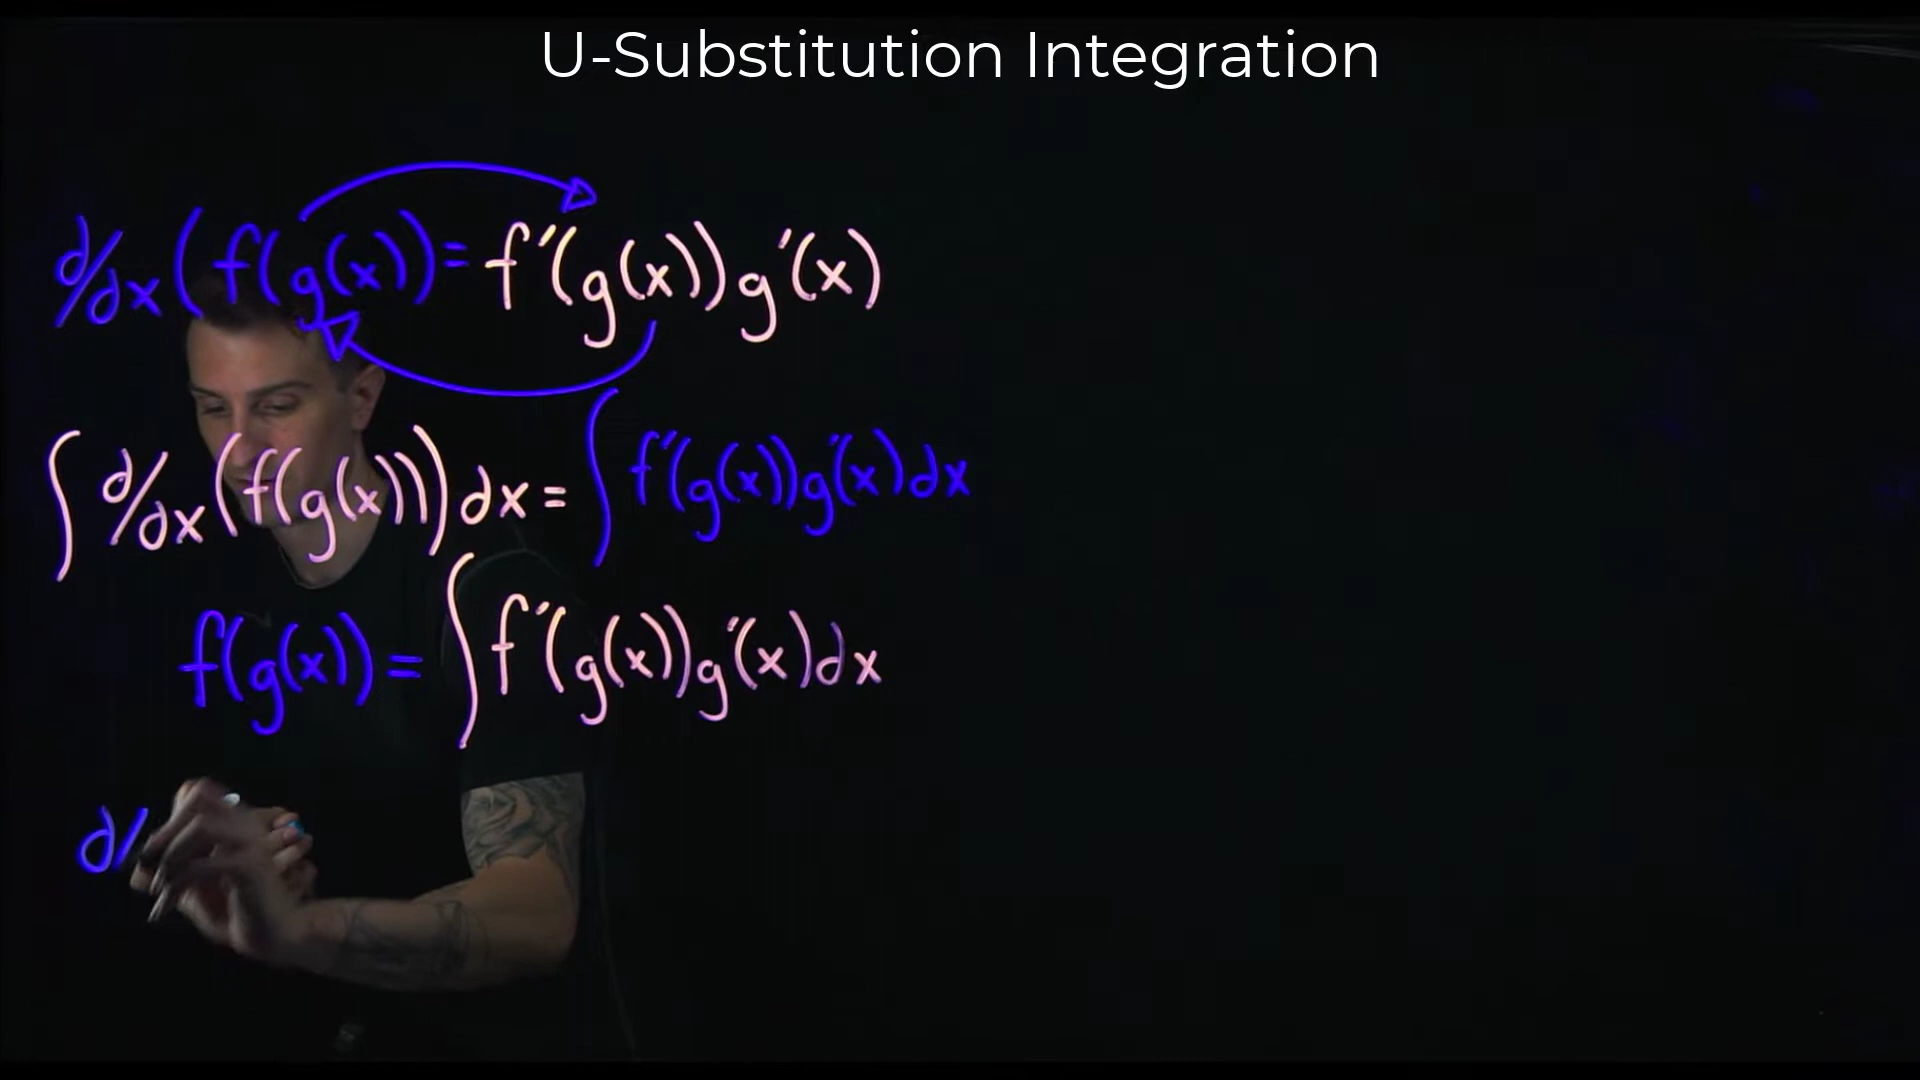 U-Substitution Integration
d/dx(f(g(x))=f′(g(x))g′(x)
∫d/dx(f(g(x)))dx=∫f′(g(x))g′(x)dx
f(g(x))=∫f′(g(x))g′(x)dx
d/